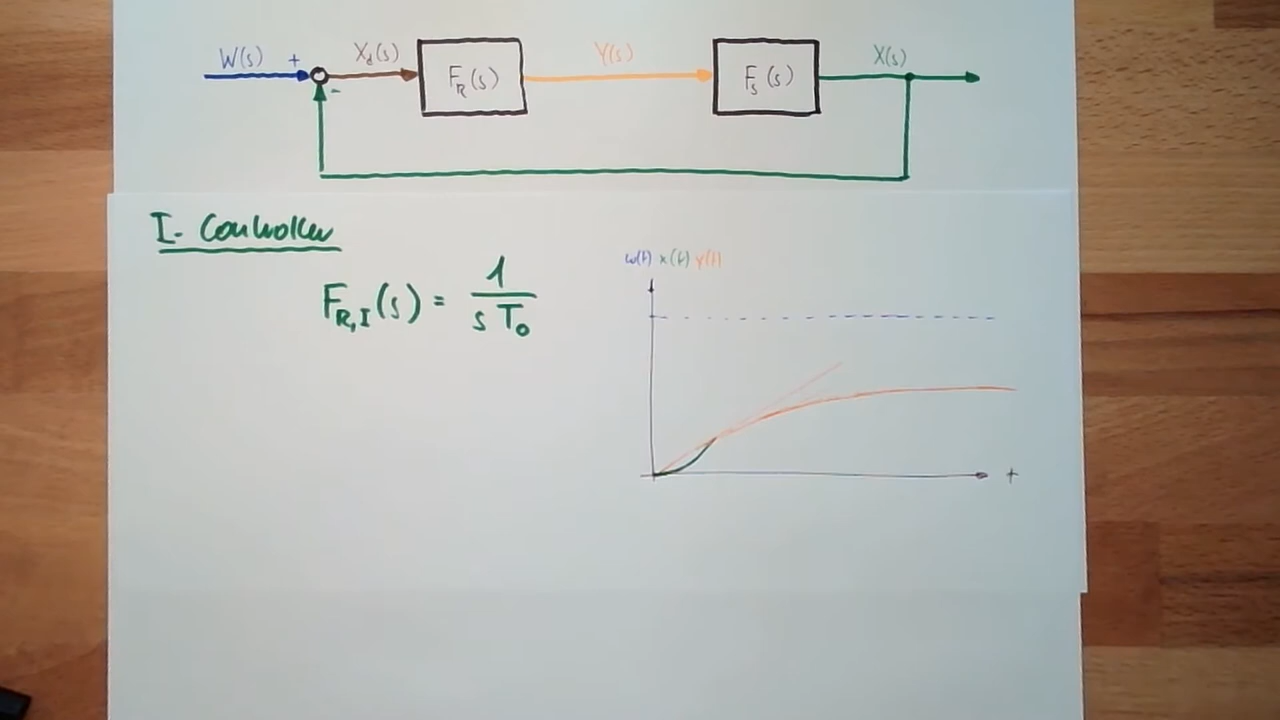 W(s) + X_d(s) F_R(s) Y(s) F_S(s) X(s)
-
I- Controller
F_R,I(s) = 1 / s T_0
w(t) x(t) y(t)
t